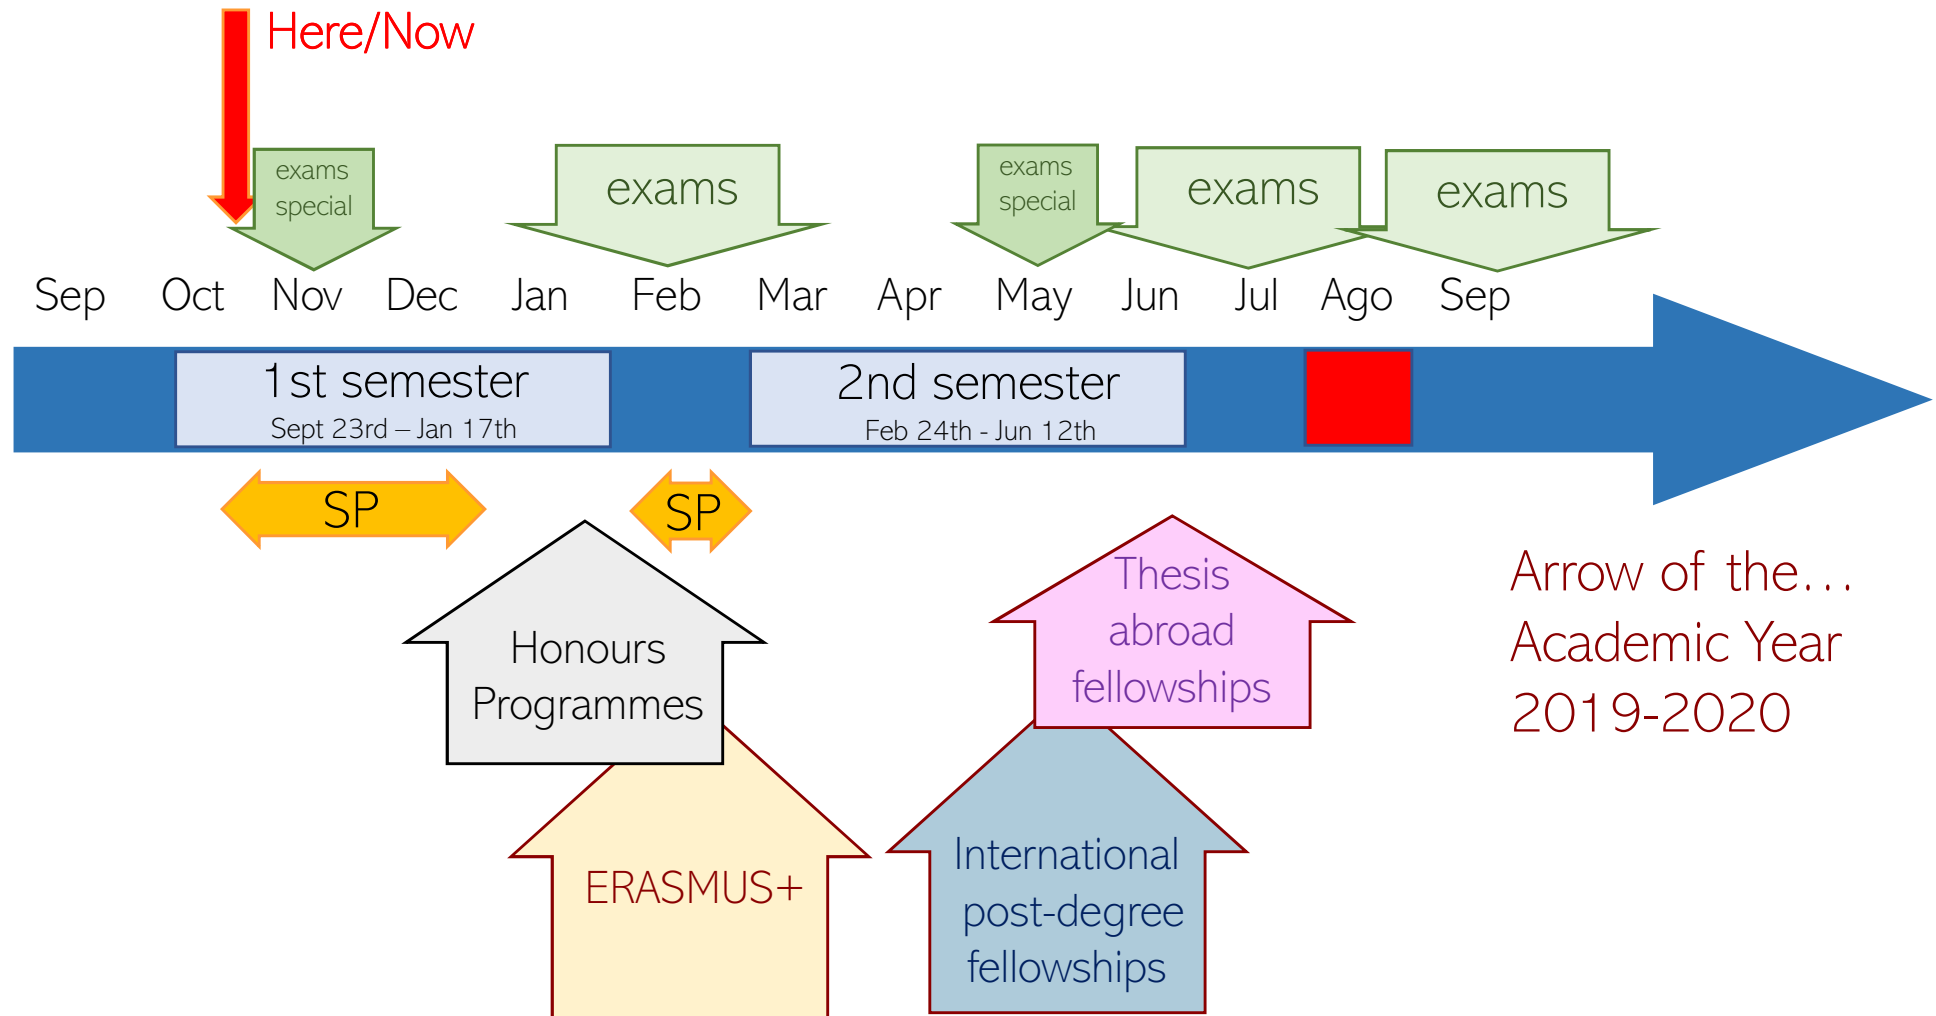 Here/Now
exams
special
exams
exams
special
exams
exams
Sep Oct Nov Dec Jan Feb Mar Apr May Jun Jul Ago Sep
1st semester
Sept 23rd – Jan 17th
2nd semester
Feb 24th - Jun 12th
SP
SP
Honours
Programmes
ERASMUS+
Thesis
abroad
fellowships
International
post-degree
fellowships
Arrow of the…
Academic Year
2019-2020